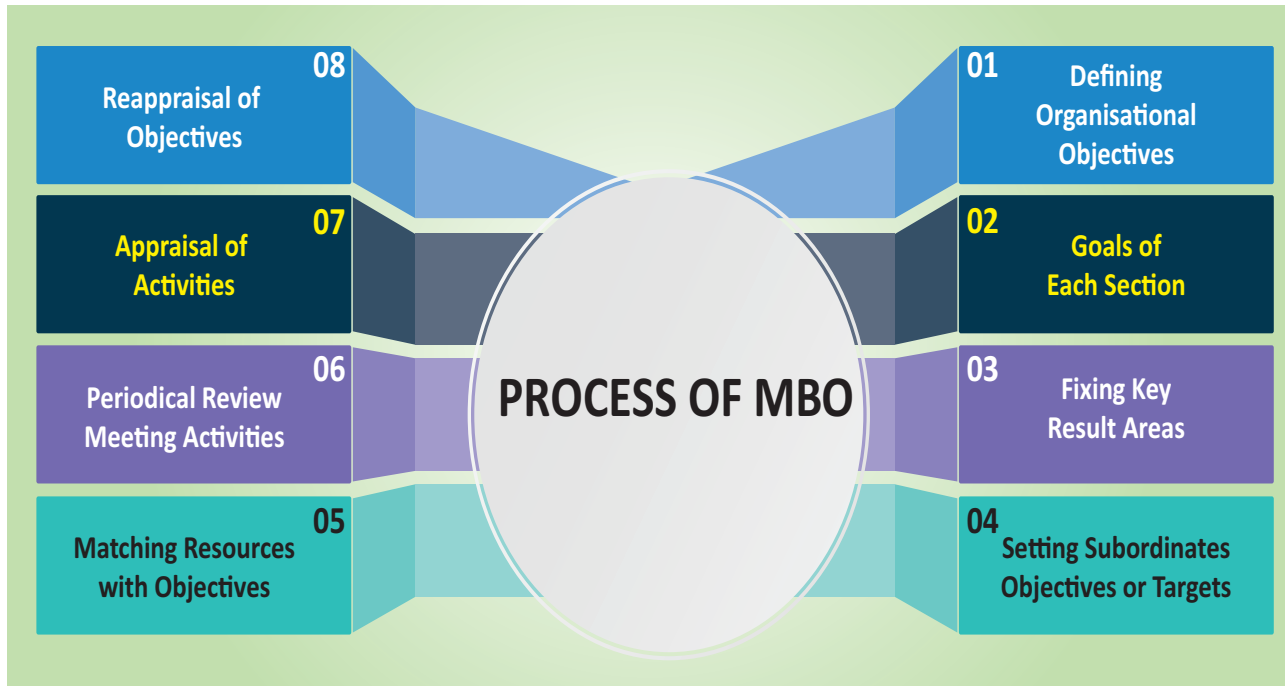 PROCESS OF MBO
01
Defining
Organisational
Objectives
02
Goals of
Each Section
03
Fixing Key
Result Areas
04
Setting Subordinates
Objectives or Targets
05
Matching Resources
with Objectives
06
Periodical Review
Meeting Activities
07
Appraisal of
Activities
08
Reappraisal of
Objectives